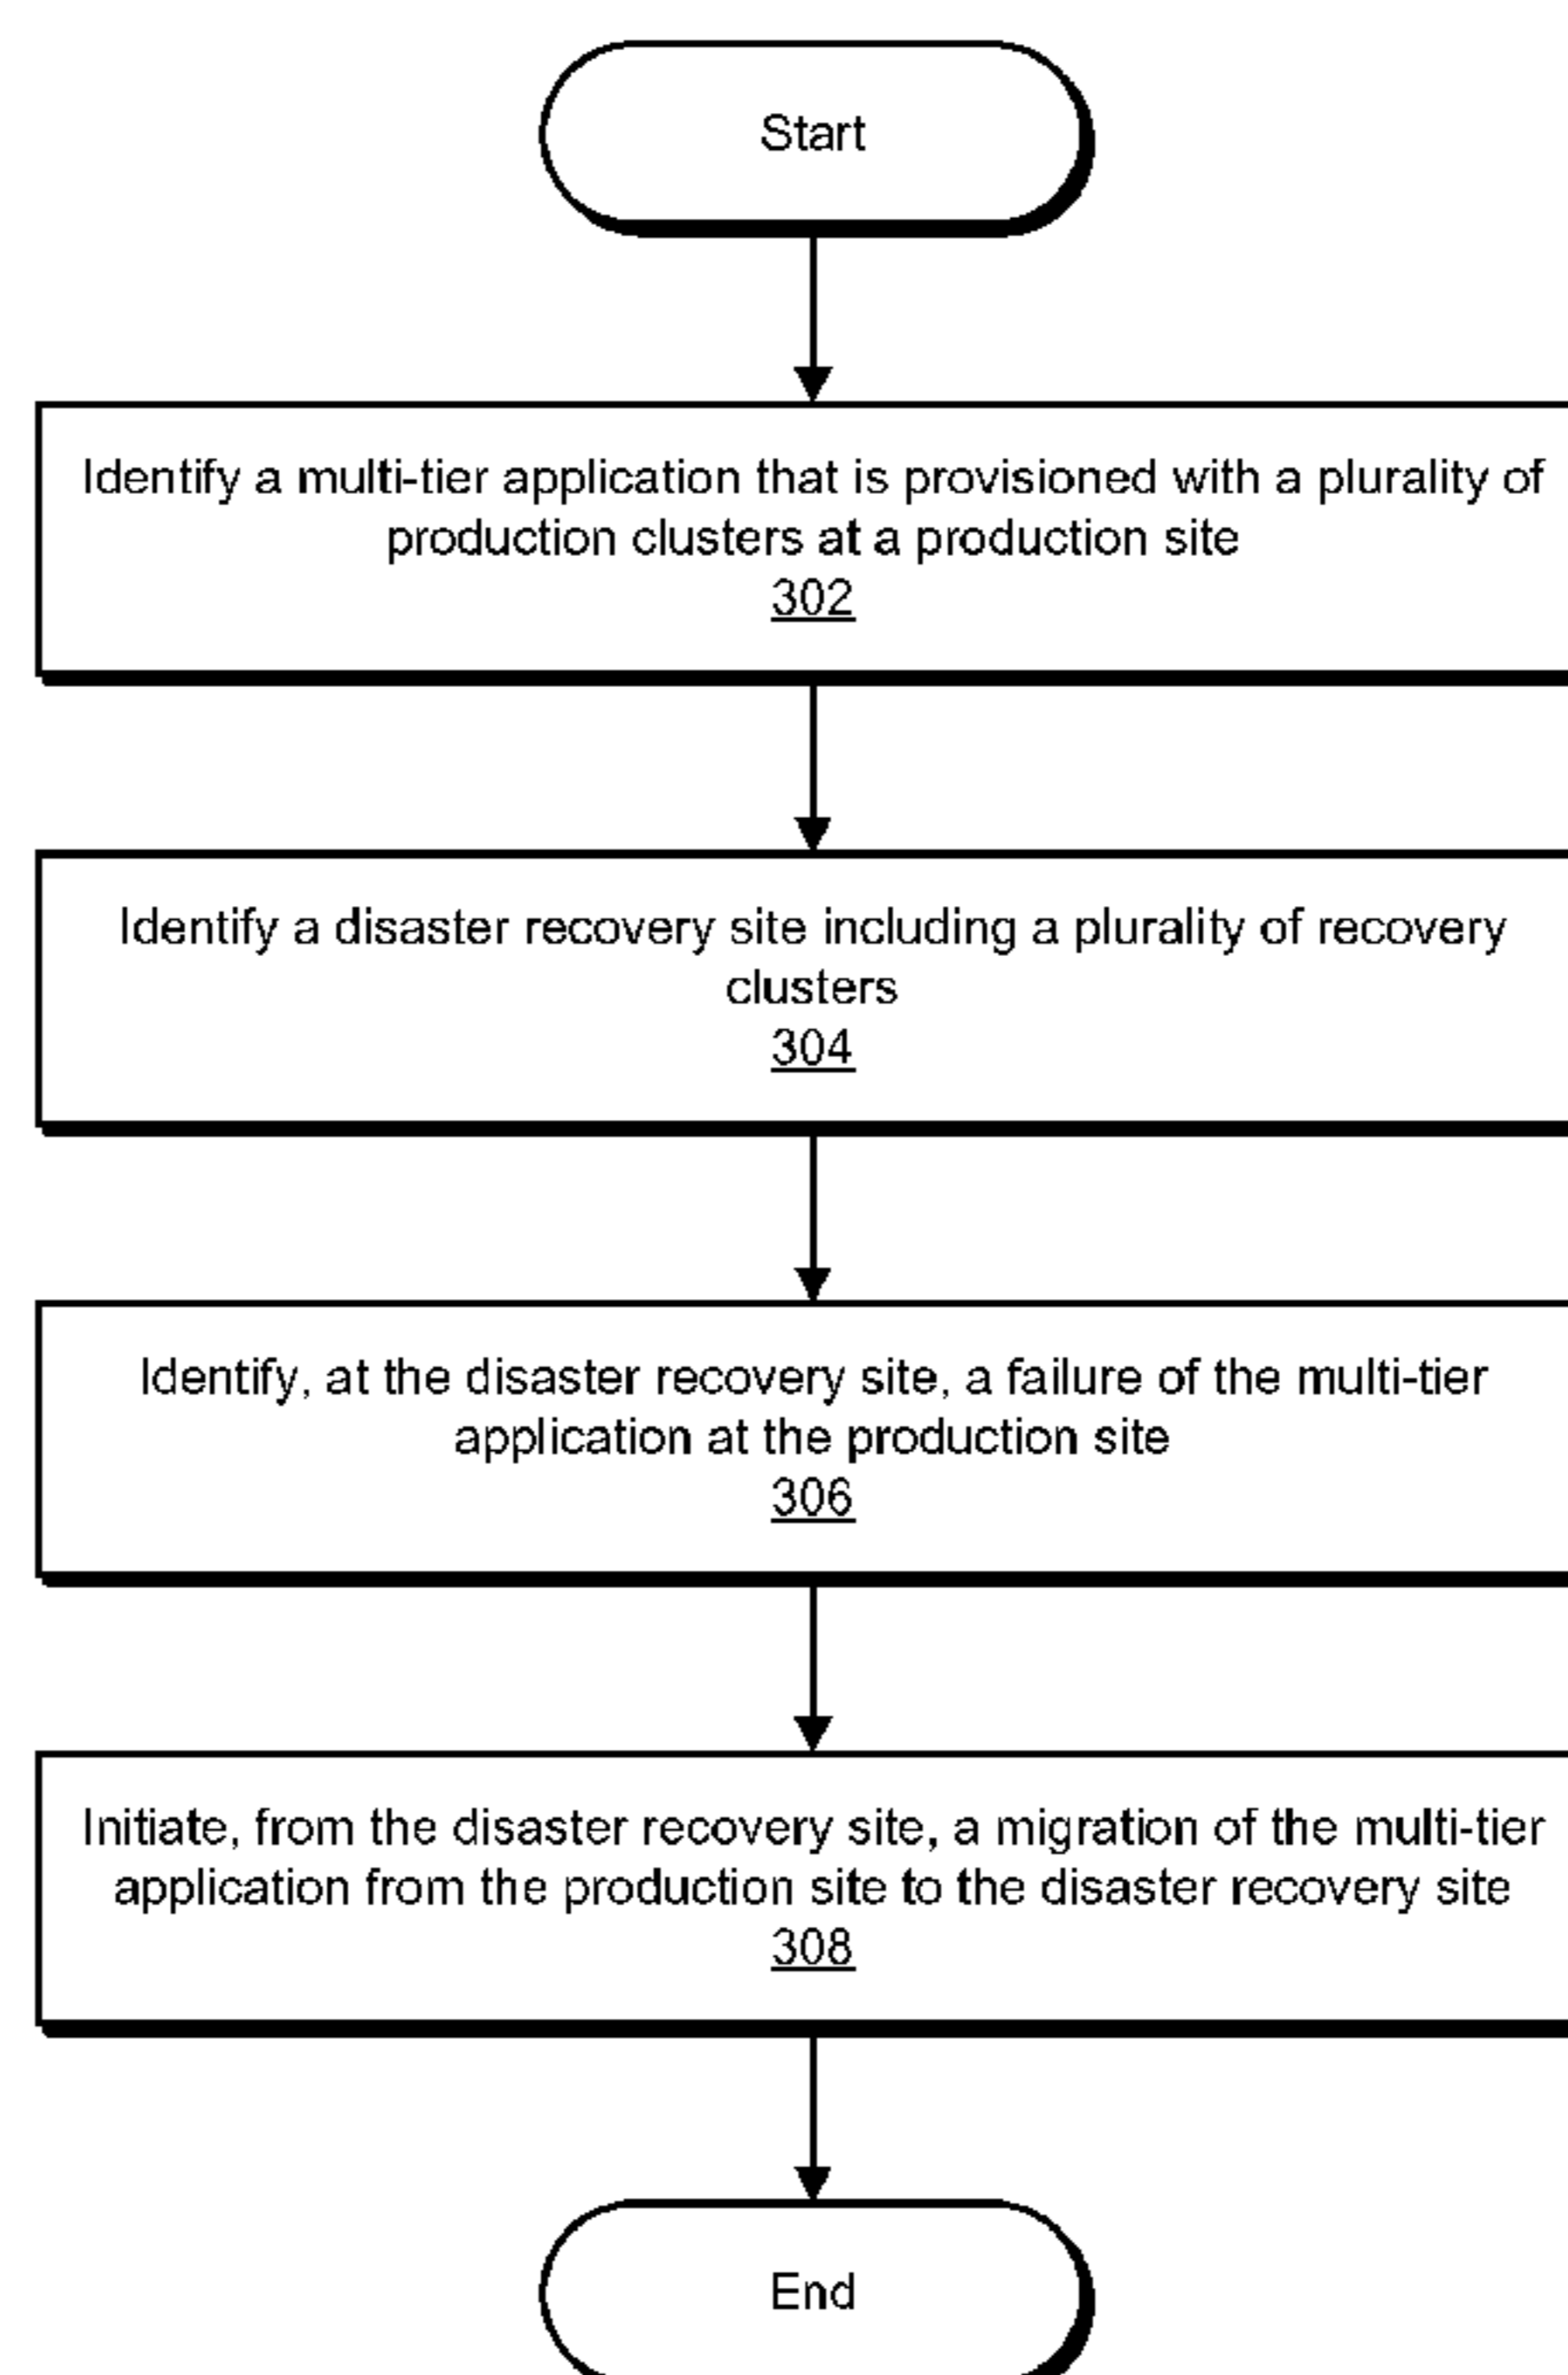 Start
Identify a multi-tier application that is provisioned with a plurality of
production clusters at a production site
302
Identify a disaster recovery site including a plurality of recovery
clusters
304
Identify, at the disaster recovery site, a failure of the multi-tier
application at the production site
306
Initiate, from the disaster recovery site, a migration of the multi-tier
application from the production site to the disaster recovery site
308
End